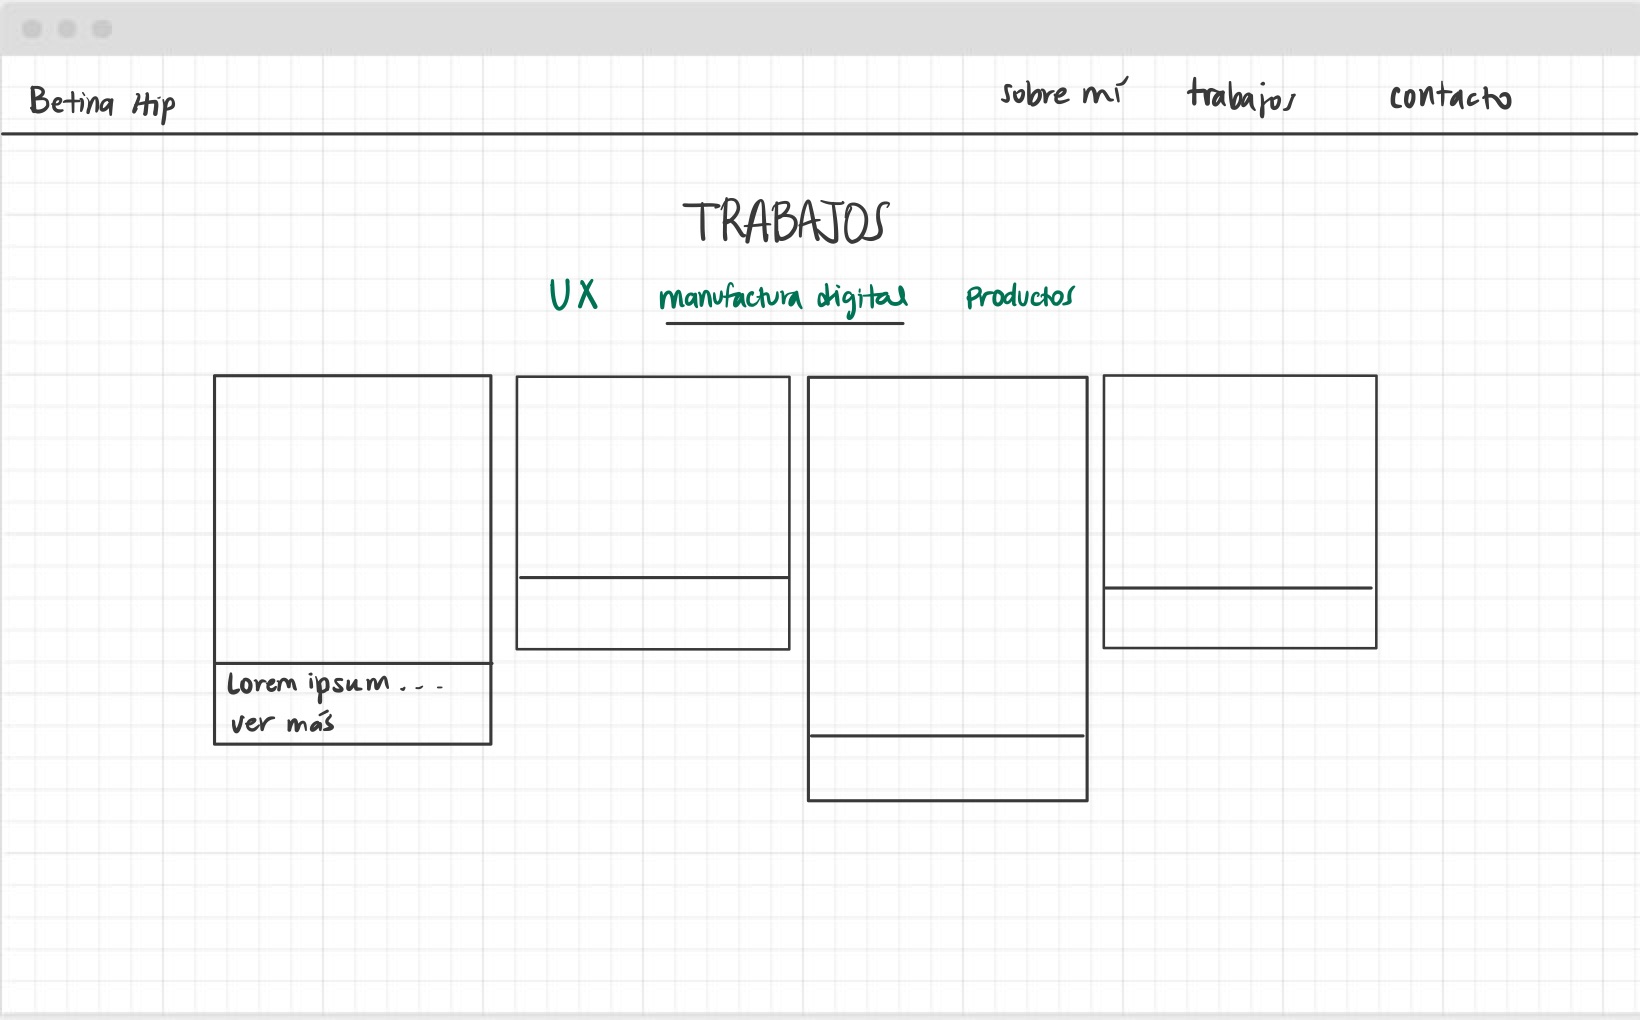 Betina Hip
sobre mí trabajos contacto
TRABAJOS
UX manufactura digital productos
Lorem ipsum . - -
ver más